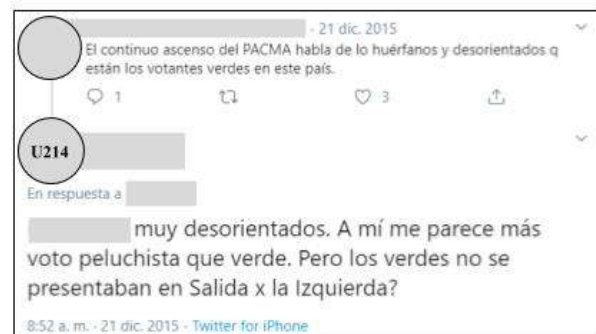 - 21 dic. 2015
El continuo ascenso del PACMA habla de lo huérfanos y desorientados q
están los votantes verdes en este país.
1 3
U214
En respuesta a
muy desorientados. A mí me parece más
voto peluchista que verde. Pero los verdes no se
presentaban en Salida x la Izquierda?
8:52 a. m. - 21 dic. 2015 - Twitter for iPhone